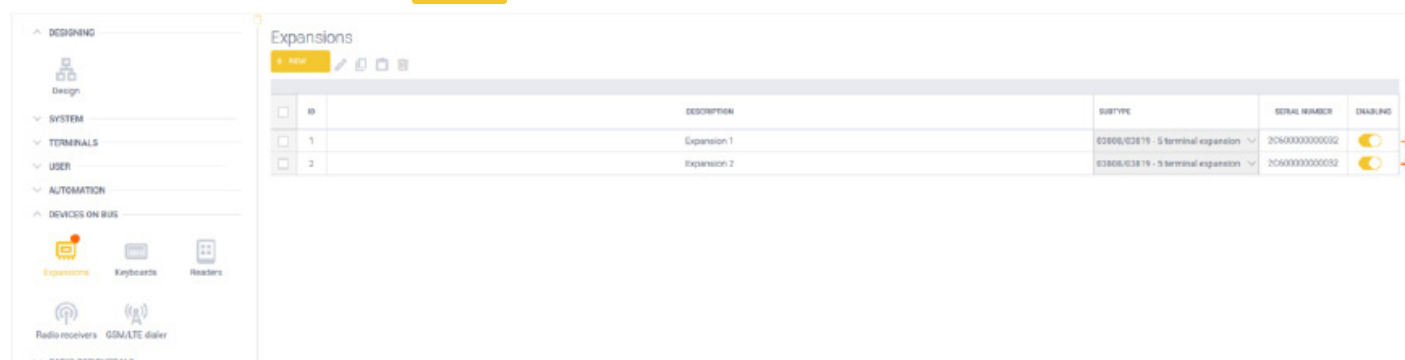 DESIGNING
Design
SYSTEM
TERMINALS
USER
AUTOMATION
DEVICES ON BUS
Expansions
Keyboards
Readers
Radio receivers
GSM/LTE dialer
Expansions
+ NEW
ID
DESCRIPTION
SUBTYPE
SERIAL NUMBER
ENABLING
1
Expansion 1
03808/03819 - 5 terminal expansion
2C600000000032
2
Expansion 2
03808/03819 - 5 terminal expansion
2C600000000032